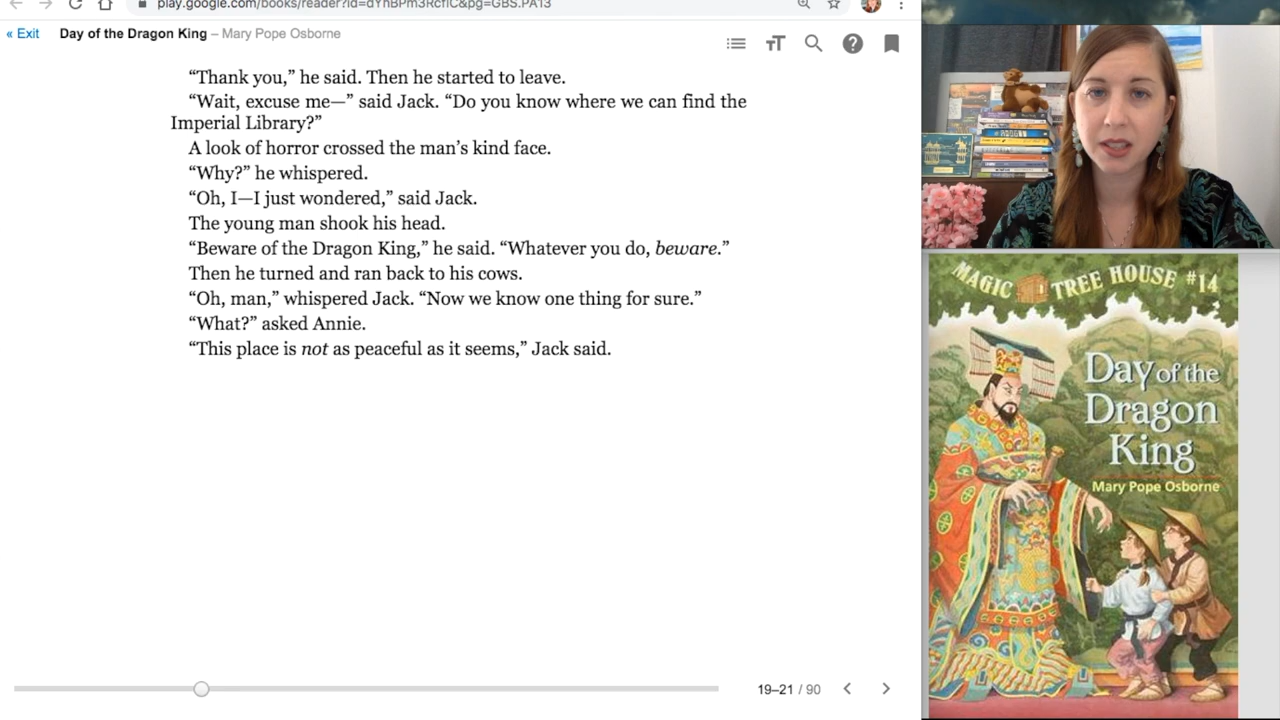 play.google.com/books/reader?id=dYhBPm3RcfIC&pg=GBS.PA13
« Exit Day of the Dragon King – Mary Pope Osborne
“Thank you,” he said. Then he started to leave.
“Wait, excuse me—” said Jack. “Do you know where we can find the
Imperial Library?”
A look of horror crossed the man’s kind face.
“Why?” he whispered.
“Oh, I—I just wondered,” said Jack.
The young man shook his head.
“Beware of the Dragon King,” he said. “Whatever you do, beware.”
Then he turned and ran back to his cows.
“Oh, man,” whispered Jack. “Now we know one thing for sure.”
“What?” asked Annie.
“This place is not as peaceful as it seems,” Jack said.
19–21 / 90
MAGIC TREE HOUSE #14
Day of the
Dragon
King
Mary Pope Osborne